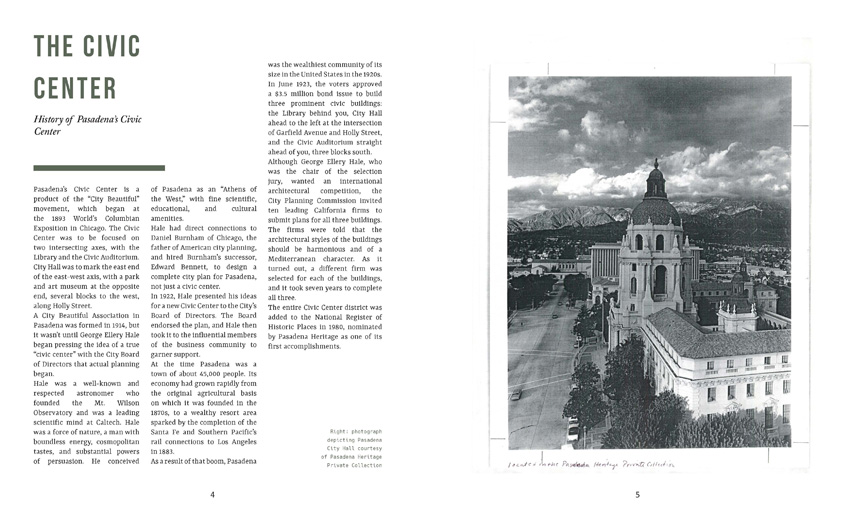 THE CIVIC
CENTER
History of Pasadena's Civic
Center
Pasadena's Civic Center is a
product of the "City Beautiful"
movement, which began at
the 1893 World's Columbian
Exposition in Chicago. The Civic
Center was to be focused on
two intersecting axes, with the
Library and the Civic Auditorium.
City Hall was to mark the east end
of the east-west axis, with a park
and art museum at the opposite
end, several blocks to the west,
along Holly Street.
A City Beautiful Association in
Pasadena was formed in 1914, but
it wasn't until George Ellery Hale
began pressing the idea of a true
"civic center" with the City Board
of Directors that actual planning
began.
Hale was a well-known and
respected astronomer who
founded the Mt. Wilson
Observatory and was a leading
scientific mind at Caltech. Hale
was a force of nature, a man with
boundless energy, cosmopolitan
tastes, and substantial powers
of persuasion. He conceived
of Pasadena as an "Athens of
the West," with fine scientific,
educational, and cultural
amenities.
Hale had direct connections to
Daniel Burnham of Chicago, the
father of American city planning,
and hired Burnham's successor,
Edward Bennett, to design a
complete city plan for Pasadena,
not just a civic center.
In 1922, Hale presented his ideas
for a new Civic Center to the City's
Board of Directors. The Board
endorsed the plan, and Hale then
took it to the influential members
of the business community to
garner support.
At the time Pasadena was a
town of about 45,000 people. Its
economy had grown rapidly from
the original agricultural basis
on which it was founded in the
1870s, to a wealthy resort area
sparked by the completion of the
Santa Fe and Southern Pacific's
rail connections to Los Angeles
in 1883.
As a result of that boom, Pasadena
was the wealthiest community of its
size in the United States in the 1920s.
In June 1923, the voters approved
a $3.5 million bond issue to build
three prominent civic buildings:
the Library behind you, City Hall
ahead to the left at the intersection
of Garfield Avenue and Holly Street,
and the Civic Auditorium straight
ahead of you, three blocks south.
Although George Ellery Hale, who
was the chair of the selection
jury, wanted an international
architectural competition, the
City Planning Commission invited
ten leading California firms to
submit plans for all three buildings.
The firms were told that the
architectural styles of the buildings
should be harmonious and of a
Mediterranean character. As it
turned out, a different firm was
selected for each of the buildings,
and it took seven years to complete
all three.
The entire Civic Center district was
added to the National Register of
Historic Places in 1980, nominated
by Pasadena Heritage as one of its
first accomplishments.
Right: photograph
depicting Pasadena
City Hall courtesy
of Pasadena Heritage
Private Collection
4
Located in the Pasadena Heritage Private Collection
5